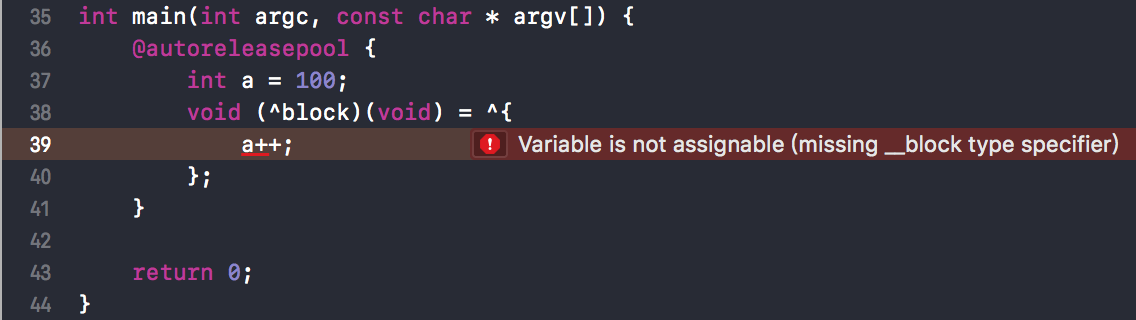 35 int main(int argc, const char * argv[]) {
36     @autoreleasepool {
37         int a = 100;
38         void (^block)(void) = ^{
39             a++; Variable is not assignable (missing __block type specifier)
40         };
41     }
42
43     return 0;
44 }